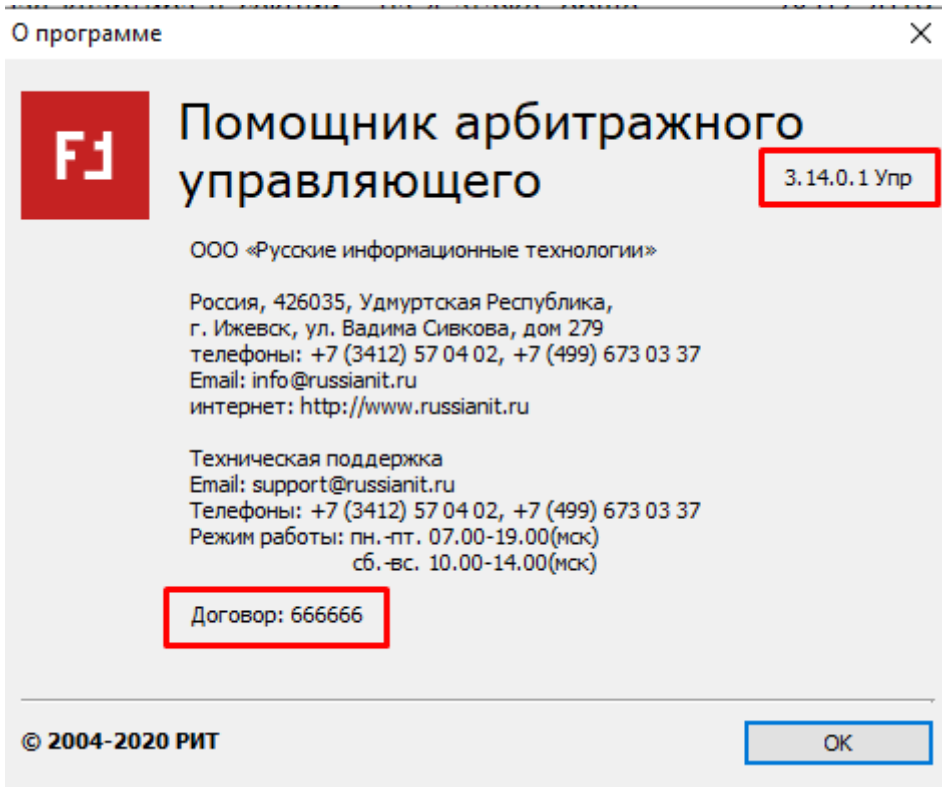 О программе
Помощник арбитражного
управляющего
3.14.0.1 Упр
ООО «Русские информационные технологии»
Россия, 426035, Удмуртская Республика,
г. Ижевск, ул. Вадима Сивкова, дом 279
телефоны: +7 (3412) 57 04 02, +7 (499) 673 03 37
Email: info@russianit.ru
интернет: http://www.russianit.ru
Техническая поддержка
Email: support@russianit.ru
Телефоны: +7 (3412) 57 04 02, +7 (499) 673 03 37
Режим работы: пн.-пт. 07.00-19.00(мск)
сб.-вс. 10.00-14.00(мск)
Договор: 666666
© 2004-2020 РИТ
OK